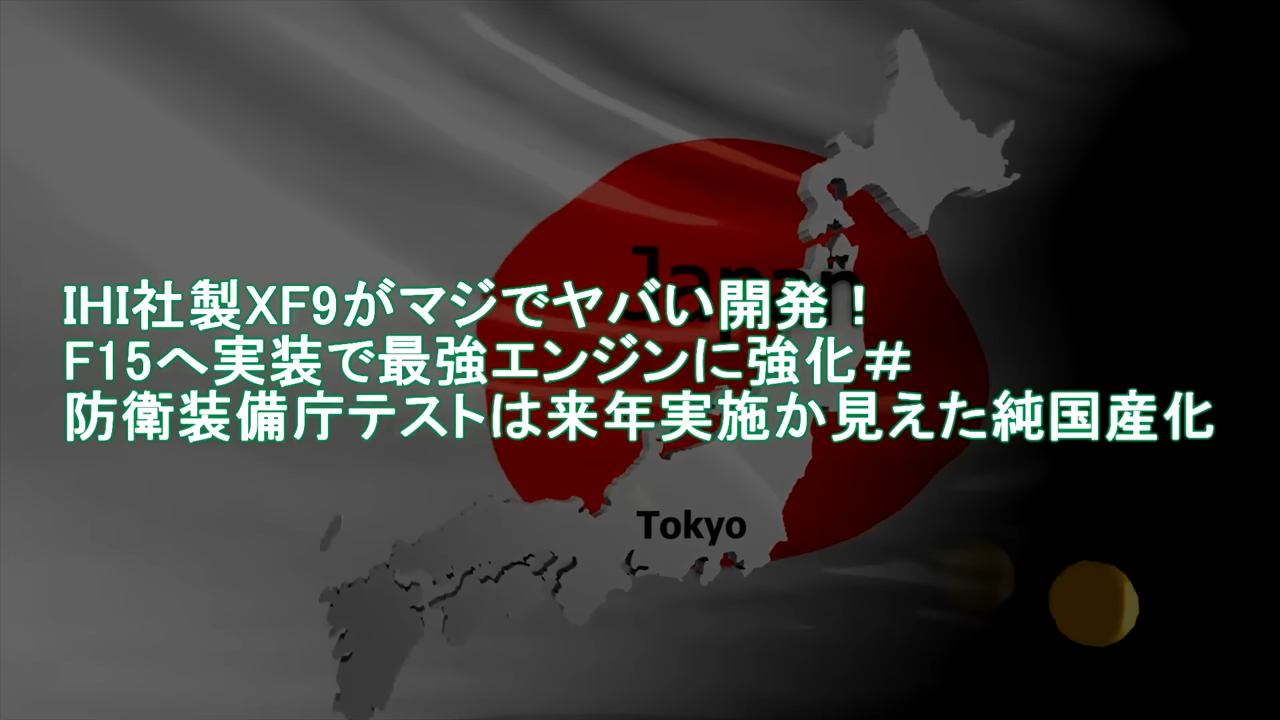 Japan
IHI社製XF9がマジでヤバい開発！
F15へ実装で最強エンジンに強化＃
防衛装備庁テストは来年実施か見えた純国産化
Tokyo